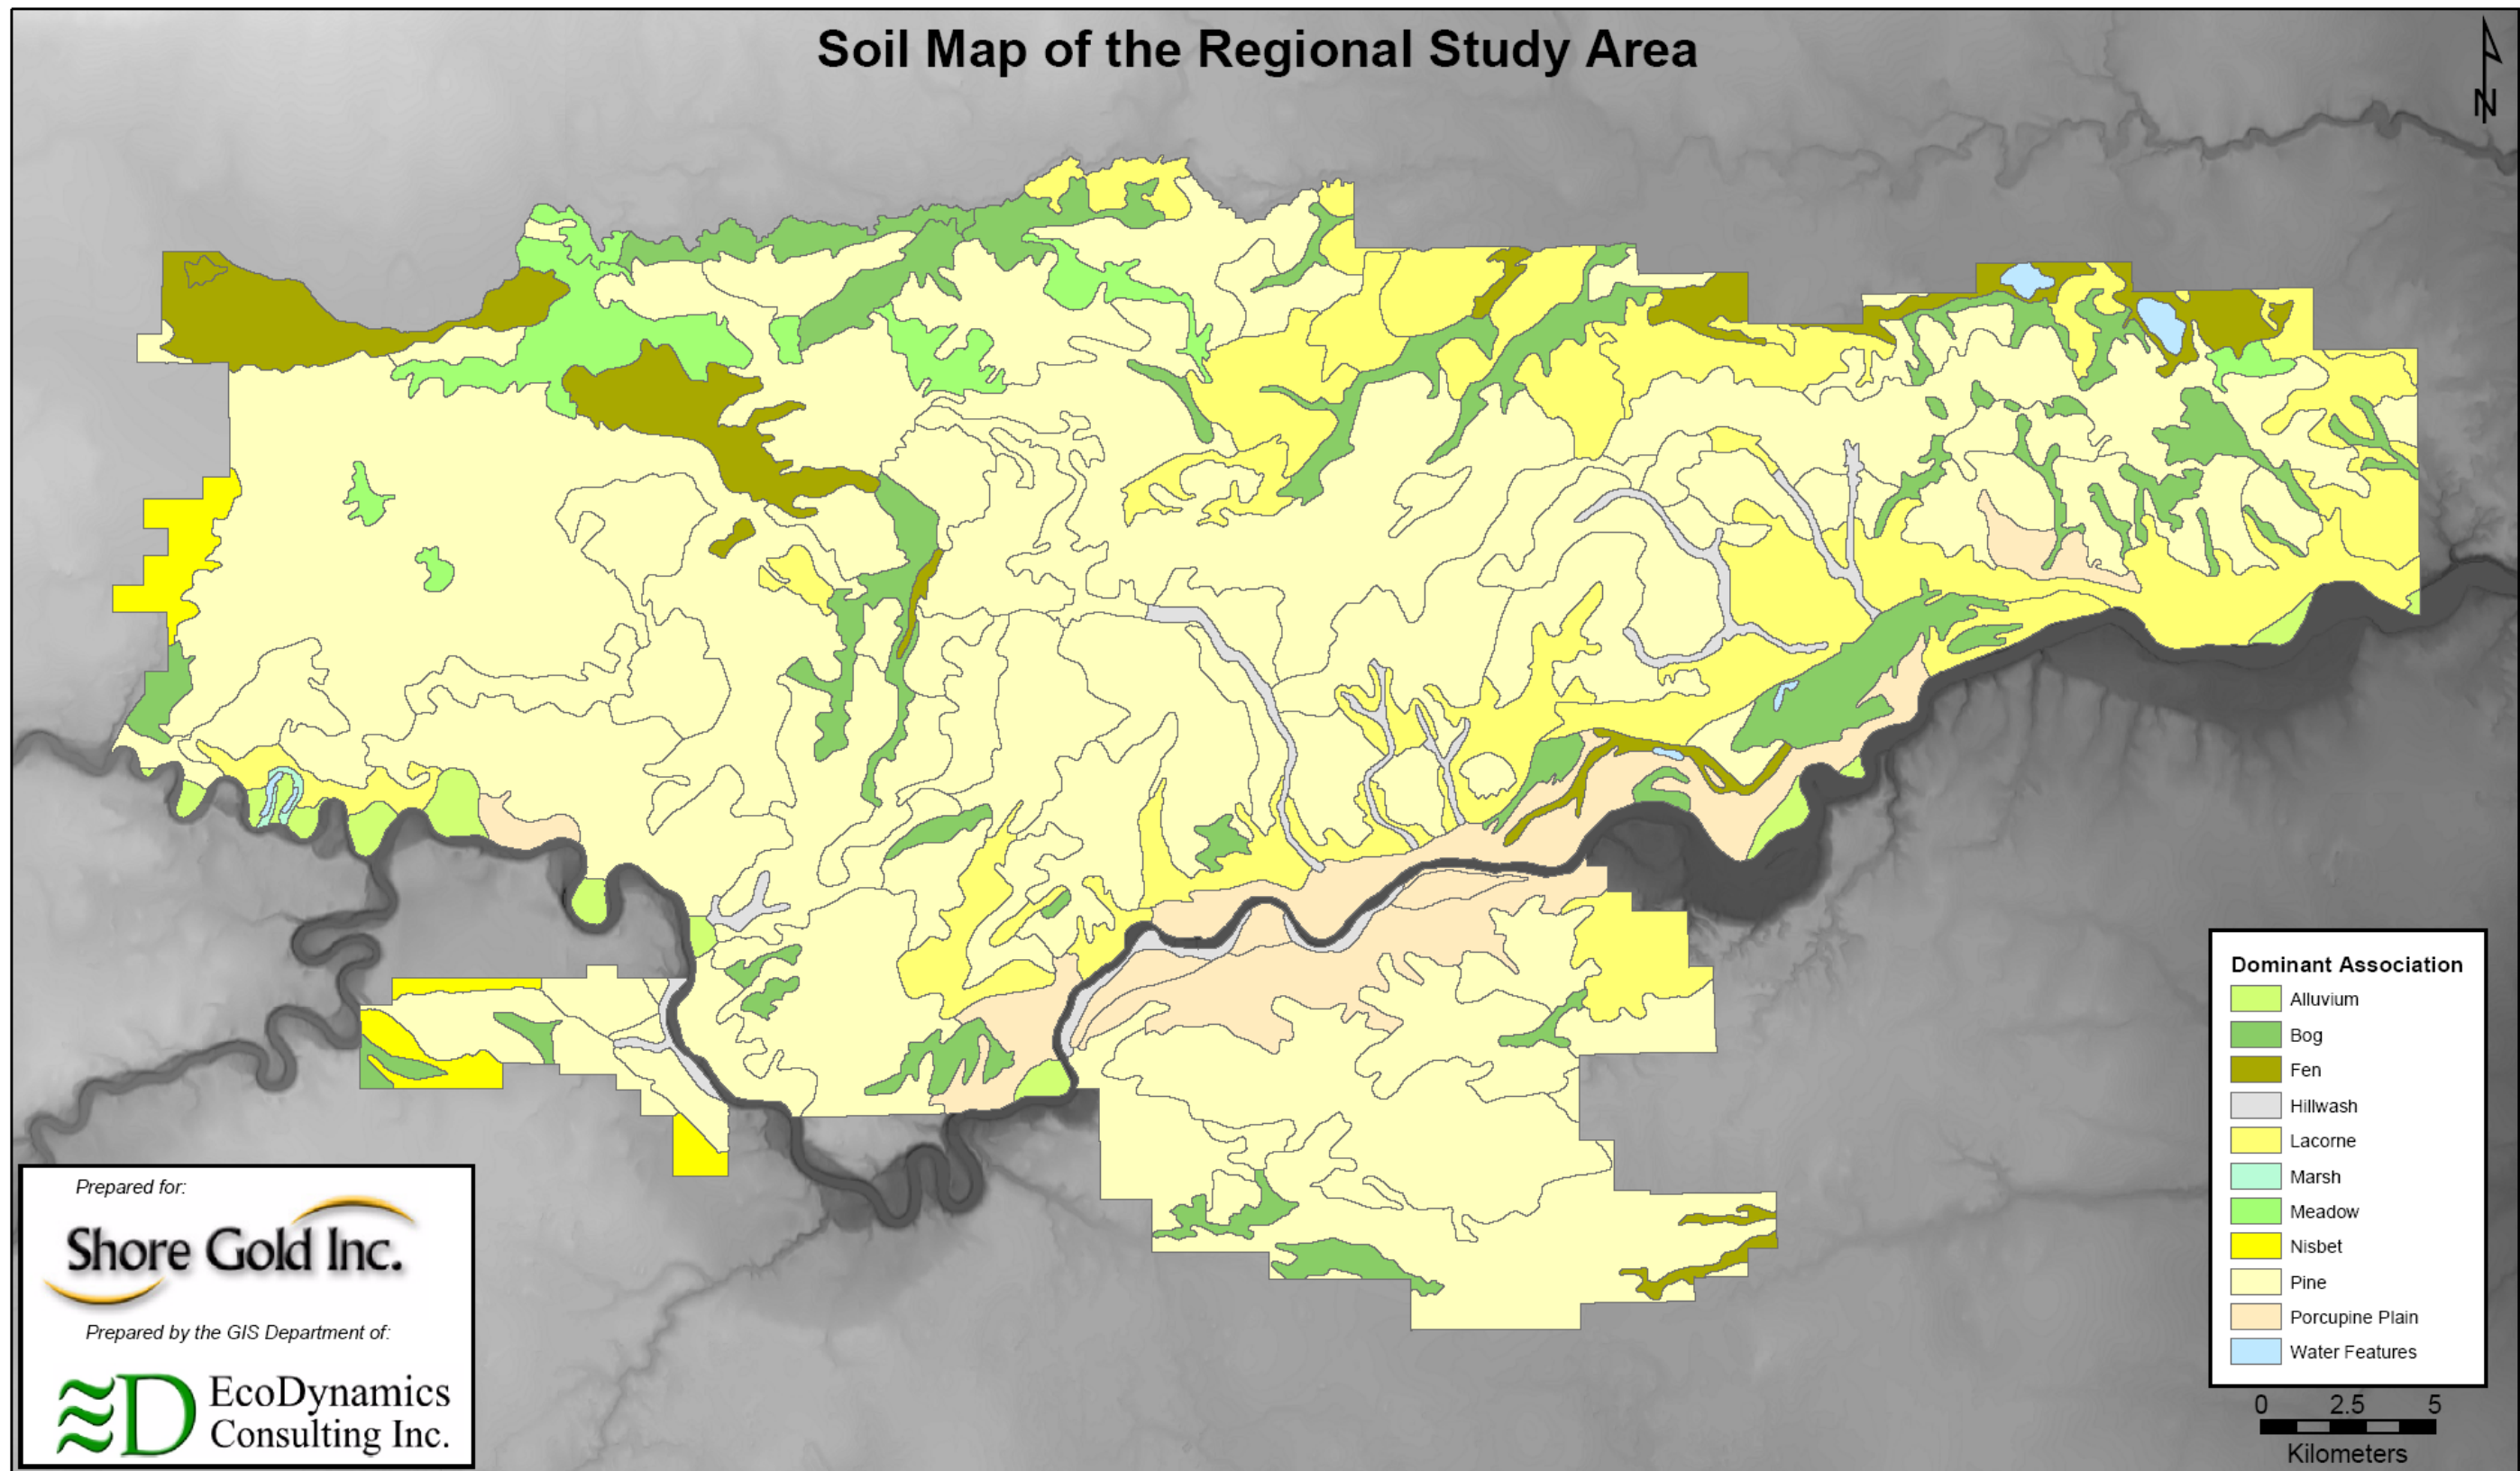 Soil Map of the Regional Study Area
N
Dominant Association
Alluvium
Bog
Fen
Hillwash
Lacorne
Marsh
Meadow
Nisbet
Pine
Porcupine Plain
Water Features
0 2.5 5
Kilometers
Prepared for:
Shore Gold Inc.
Prepared by the GIS Department of:
EcoDynamics
Consulting Inc.